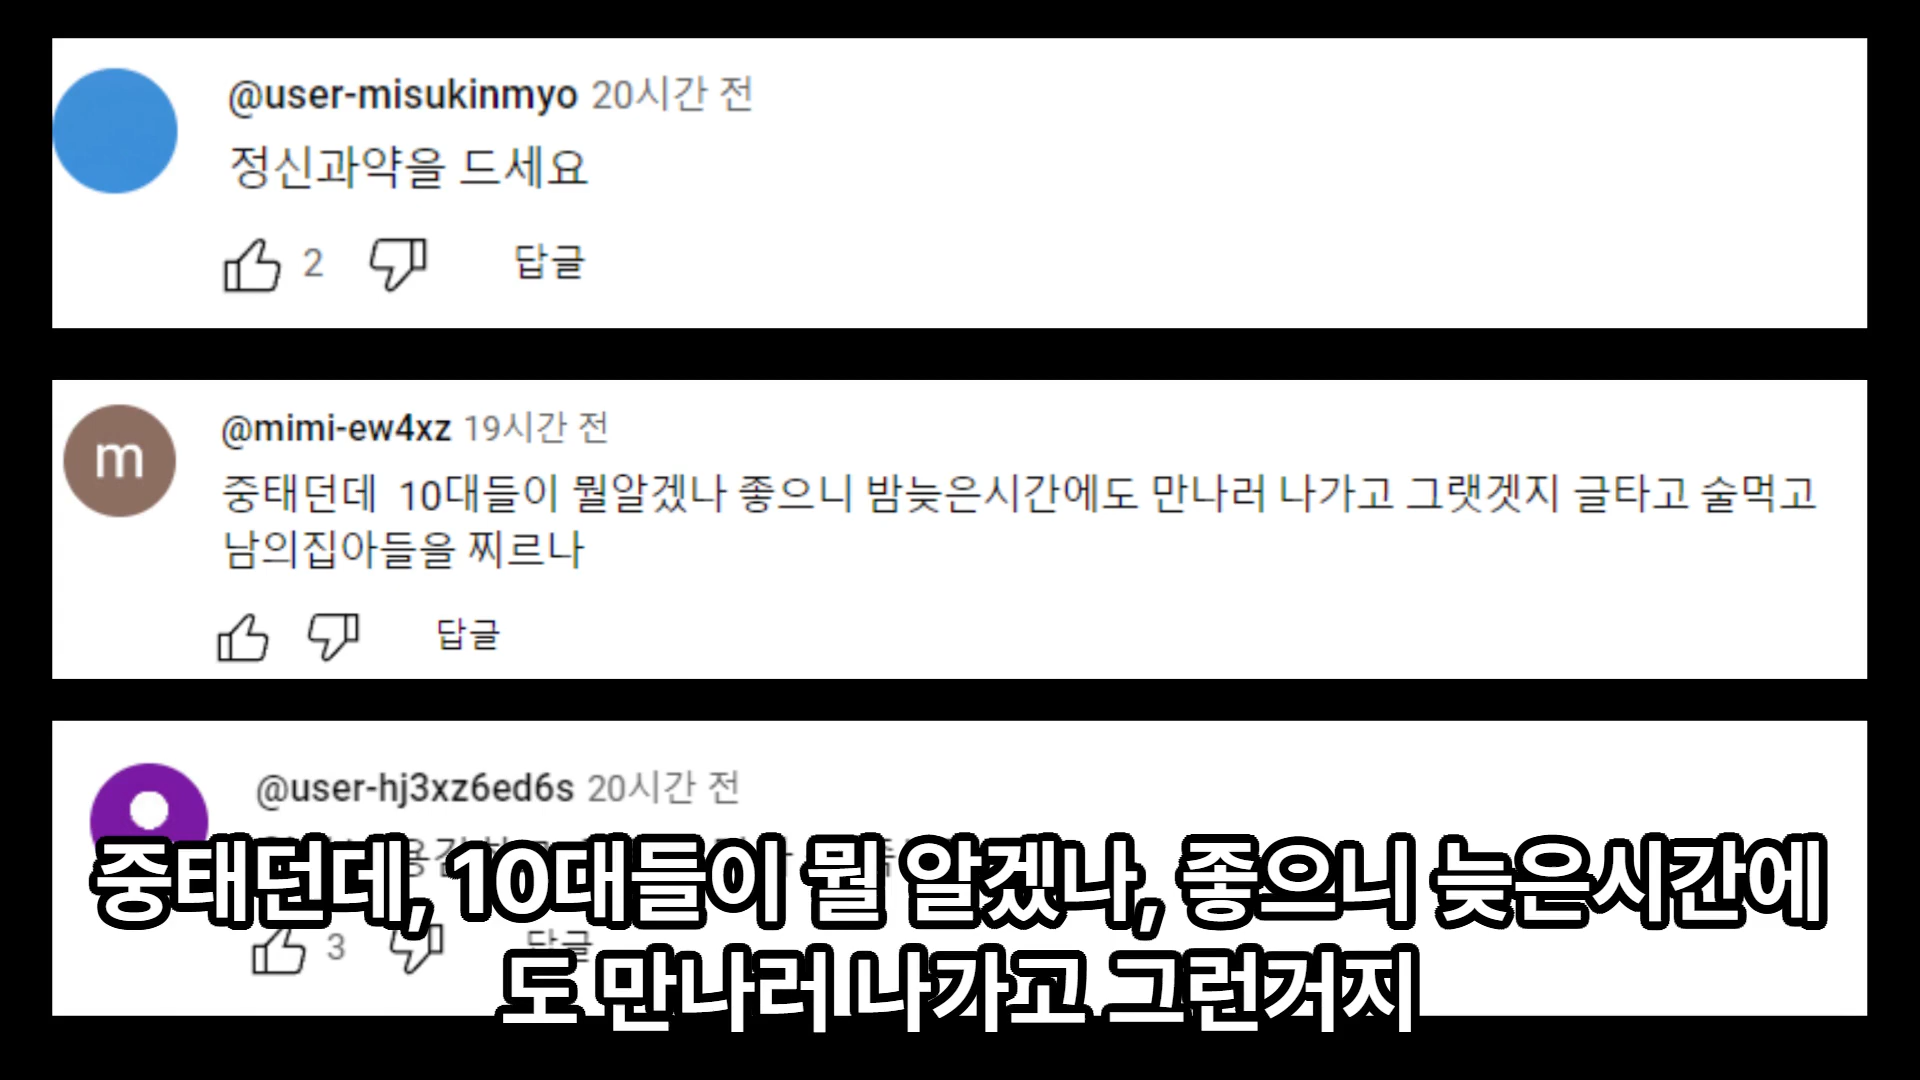 @user-misukinmyo 20시간 전
정신과약을 드세요
2 답글
m
@mimi-ew4xz 19시간 전
중태던데 10대들이 뭘알겠나 좋으니 밤늦은시간에도 만나러 나가고 그랫겟지 글타고 술먹고
남의집아들을 찌르나
답글
@user-hj3xz6ed6s 20시간 전
중태던데, 10대들이 뭘 알겠나, 좋으니 늦은시간에
3 답글
도 만나러 나가고 그런거지